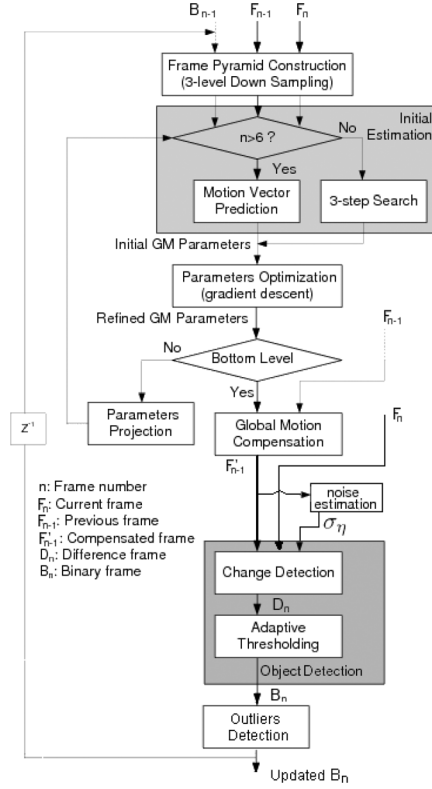 Bn-1 Fn-1 Fn
Frame Pyramid Construction
(3-level Down Sampling)
Initial
Estimation
n>6 ?
No
Yes
Motion Vector
Prediction
3-step Search
Initial GM Parameters
Parameters Optimization
(gradient descent)
Refined GM Parameters
Fn-1
No
Bottom Level
Yes
Parameters
Projection
Global Motion
Compensation
Fn
Z-1
F'n-1
n: Frame number
Fn: Current frame
Fn-1: Previous frame
F'n-1: Compensated frame
Dn: Difference frame
Bn: Binary frame
noise
estimation
ση
Change Detection
Dn
Adaptive
Thresholding
Object Detection
Bn
Outliers
Detection
Updated Bn